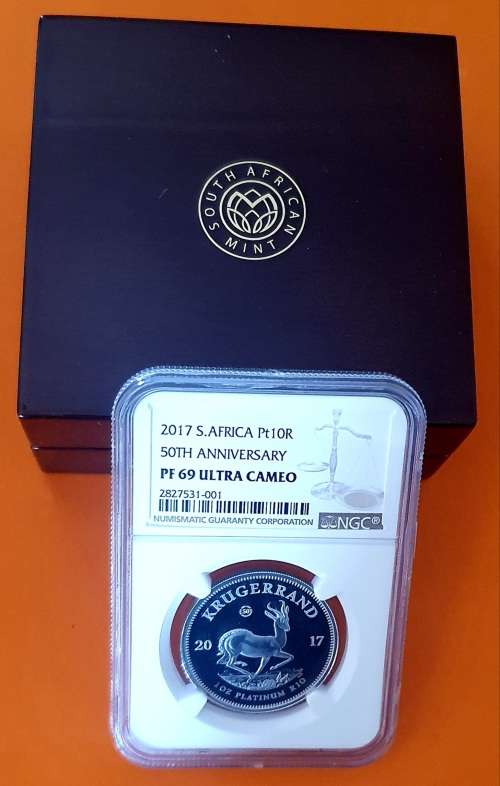 SOUTH AFRICAN
MINT
2017 S.AFRICA Pt10R
50TH ANNIVERSARY
PF 69 ULTRA CAMEO
2827531-001
NUMISMATIC GUARANTY CORPORATION
NGC®
KRUGERRAND
50
20 17
1 OZ PLATINUM R10